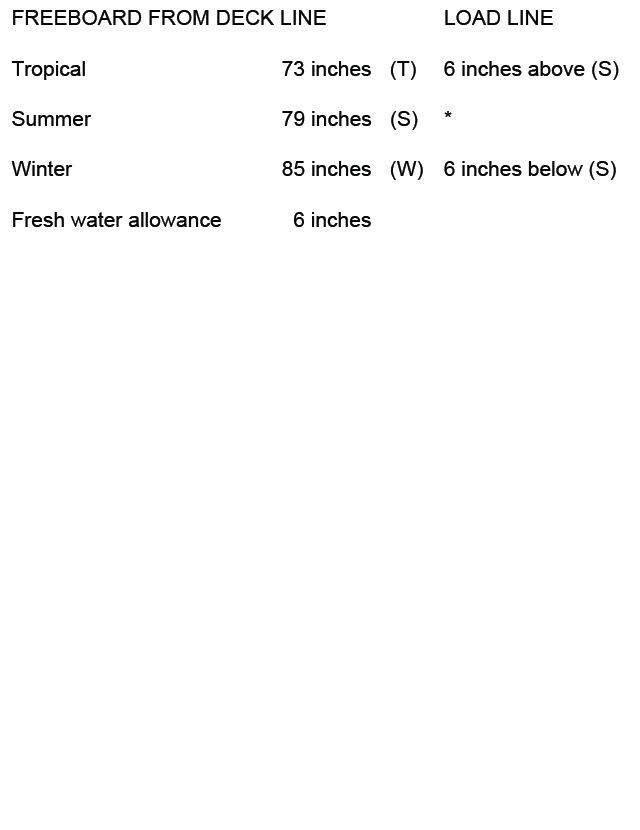 FREEBOARD FROM DECK LINE LOAD LINE
Tropical 73 inches (T) 6 inches above (S)
Summer 79 inches (S) *
Winter 85 inches (W) 6 inches below (S)
Fresh water allowance 6 inches